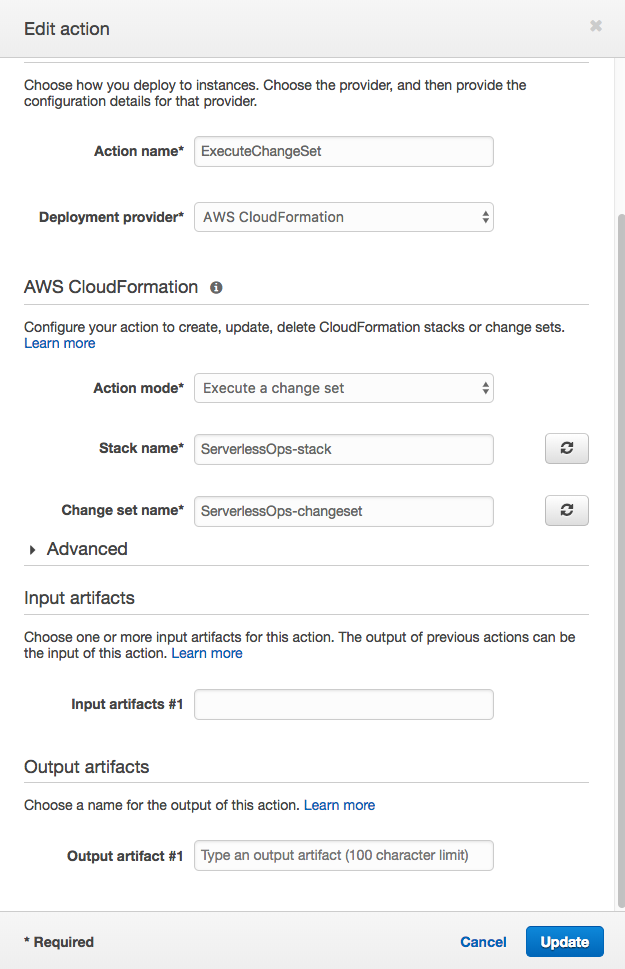 Edit action
Choose how you deploy to instances. Choose the provider, and then provide the
configuration details for that provider.
Action name* ExecuteChangeSet
Deployment provider* AWS CloudFormation
AWS CloudFormation
Configure your action to create, update, delete CloudFormation stacks or change sets.
Learn more
Action mode* Execute a change set
Stack name* ServerlessOps-stack
Change set name* ServerlessOps-changeset
Advanced
Input artifacts
Choose one or more input artifacts for this action. The output of previous actions can be
the input of this action. Learn more
Input artifacts #1
Output artifacts
Choose a name for the output of this action. Learn more
Output artifact #1 Type an output artifact (100 character limit)
* Required Cancel Update